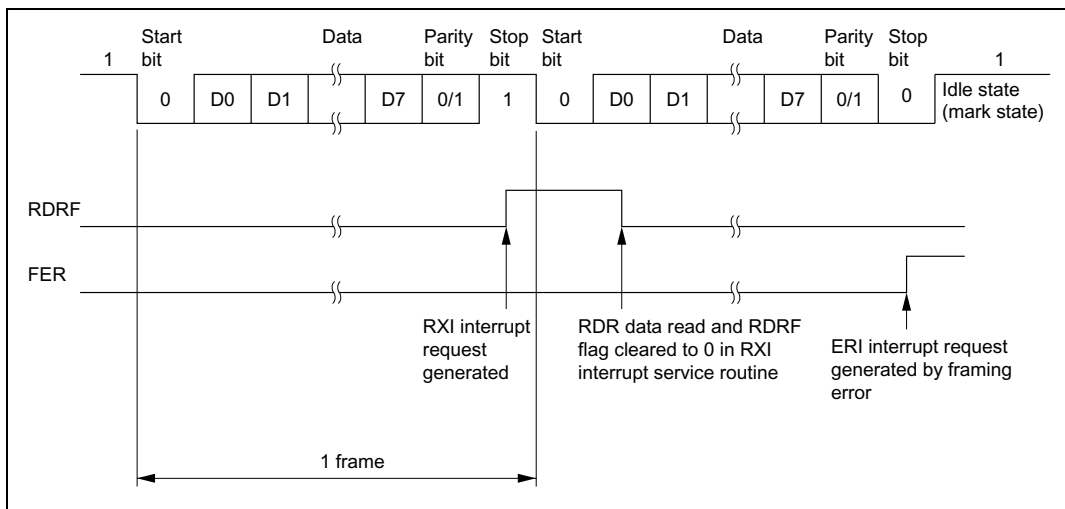 Start Data Parity Stop Start Data Parity Stop
1 bit bit bit bit bit bit 1
0 D0 D1 D7 0/1 1 0 D0 D1 D7 0/1 0 Idle state
(mark state)
RDRF
FER
RXI interrupt
request
generated
RDR data read and RDRF
flag cleared to 0 in RXI
interrupt service routine
ERI interrupt request
generated by framing
error
1 frame